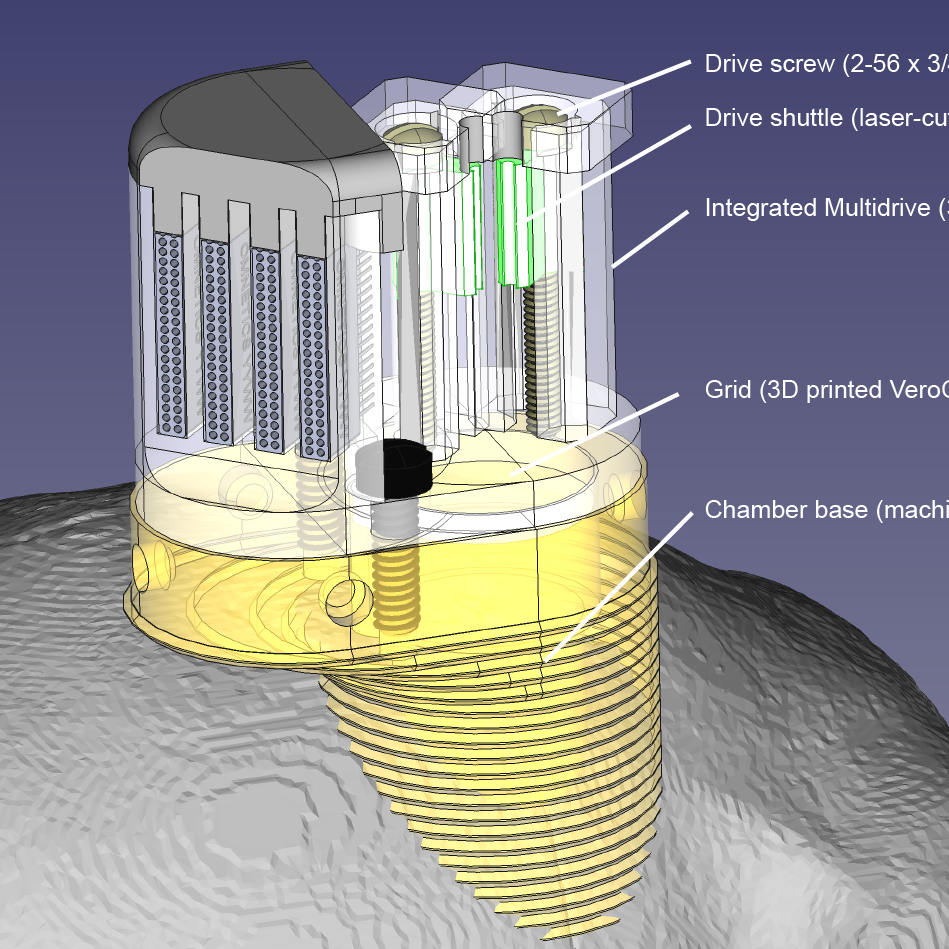 Drive screw (2-56 x 3/
Drive shuttle (laser-cu
Integrated Multidrive (
Grid (3D printed Vero
Chamber base (machi